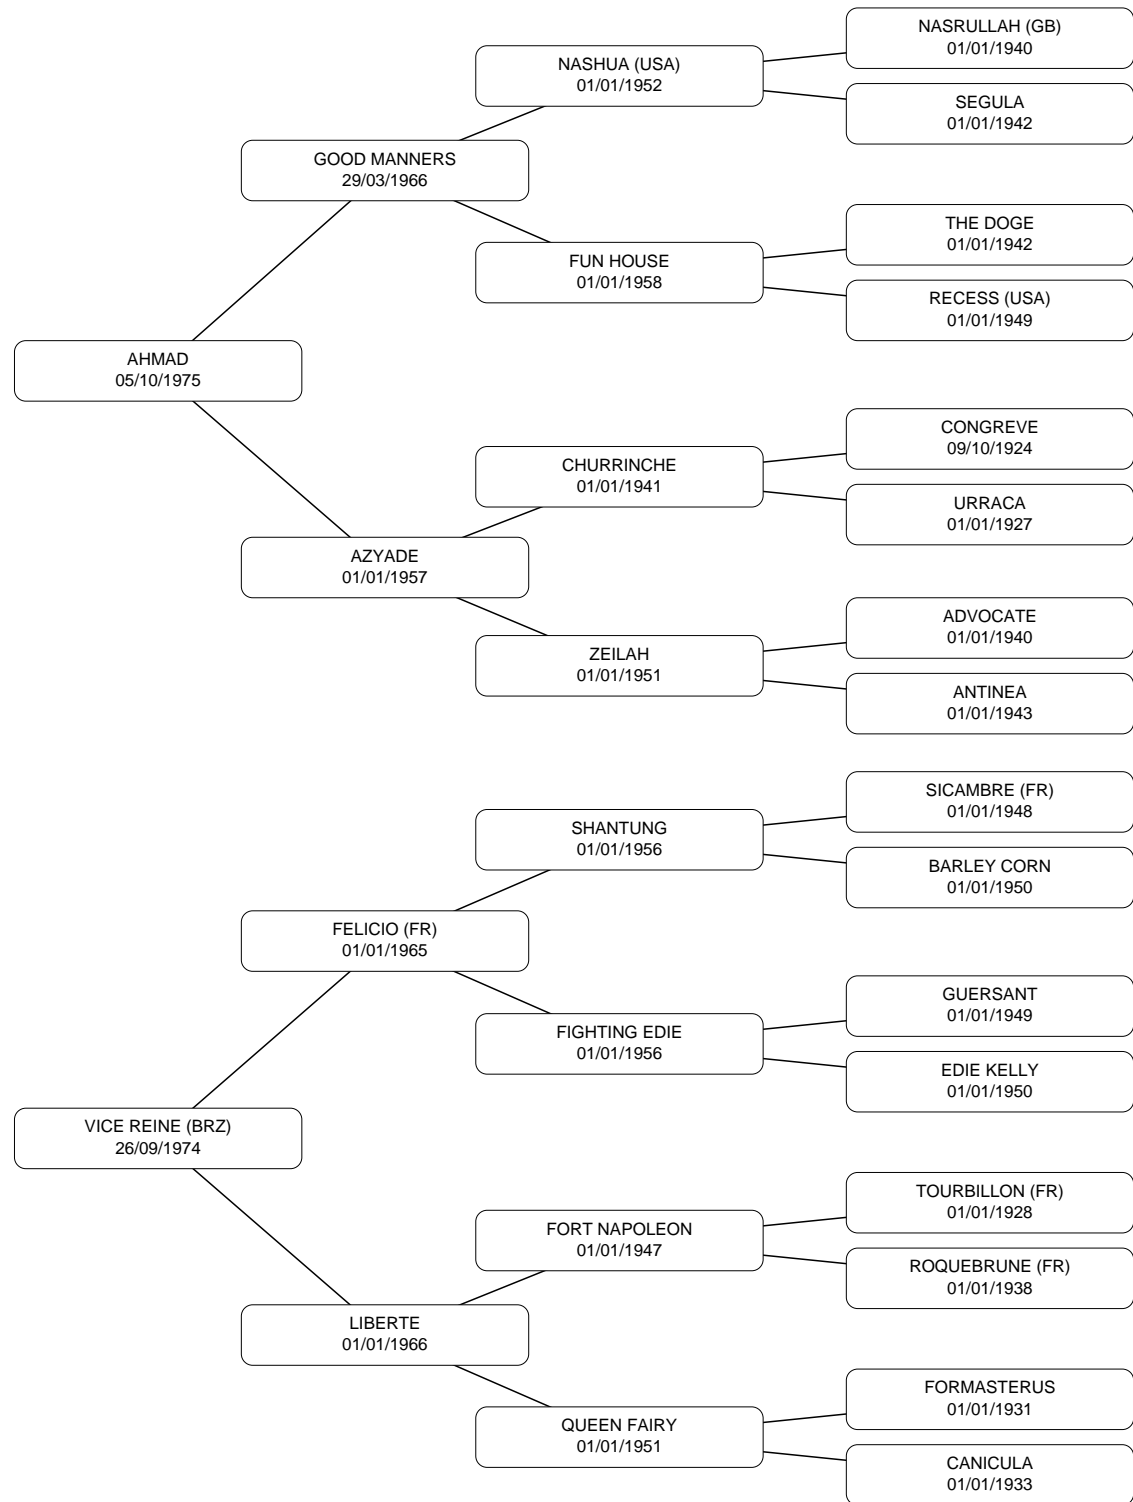 NASRULLAH (GB)
01/01/1940
NASHUA (USA)
01/01/1952
SEGULA
01/01/1942
GOOD MANNERS
29/03/1966
THE DOGE
01/01/1942
FUN HOUSE
01/01/1958
RECESS (USA)
01/01/1949
AHMAD
05/10/1975
CONGREVE
09/10/1924
CHURRINCHE
01/01/1941
URRACA
01/01/1927
AZYADE
01/01/1957
ADVOCATE
01/01/1940
ZEILAH
01/01/1951
ANTINEA
01/01/1943
SICAMBRE (FR)
01/01/1948
SHANTUNG
01/01/1956
BARLEY CORN
01/01/1950
FELICIO (FR)
01/01/1965
GUERSANT
01/01/1949
FIGHTING EDIE
01/01/1956
EDIE KELLY
01/01/1950
VICE REINE (BRZ)
26/09/1974
TOURBILLON (FR)
01/01/1928
FORT NAPOLEON
01/01/1947
ROQUEBRUNE (FR)
01/01/1938
LIBERTE
01/01/1966
FORMASTERUS
01/01/1931
QUEEN FAIRY
01/01/1951
CANICULA
01/01/1933